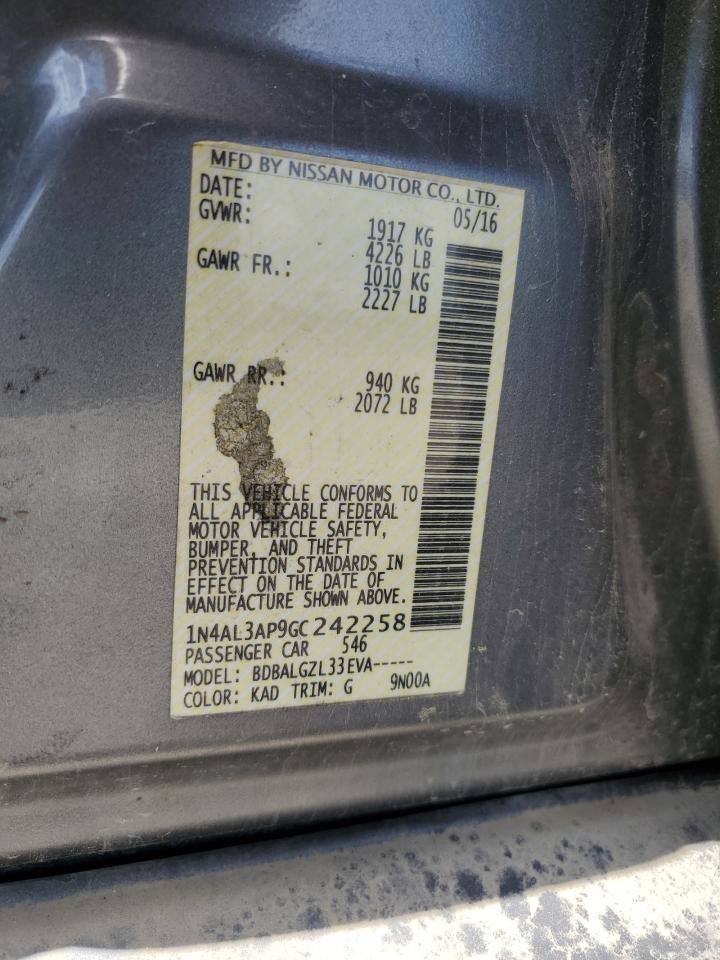 MFD BY NISSAN MOTOR CO., LTD.
DATE: 05/16
GVWR: 1917 KG
4226 LB
GAWR FR.: 1010 KG
2227 LB
GAWR RR.: 940 KG
2072 LB
THIS VEHICLE CONFORMS TO
ALL APPLICABLE FEDERAL
MOTOR VEHICLE SAFETY,
BUMPER, AND THEFT
PREVENTION STANDARDS IN
EFFECT ON THE DATE OF
MANUFACTURE SHOWN ABOVE.
1N4AL3AP9GC242258
PASSENGER CAR 546
MODEL: BDBALGZL33EVA-----
COLOR: KAD TRIM: G 9N00A